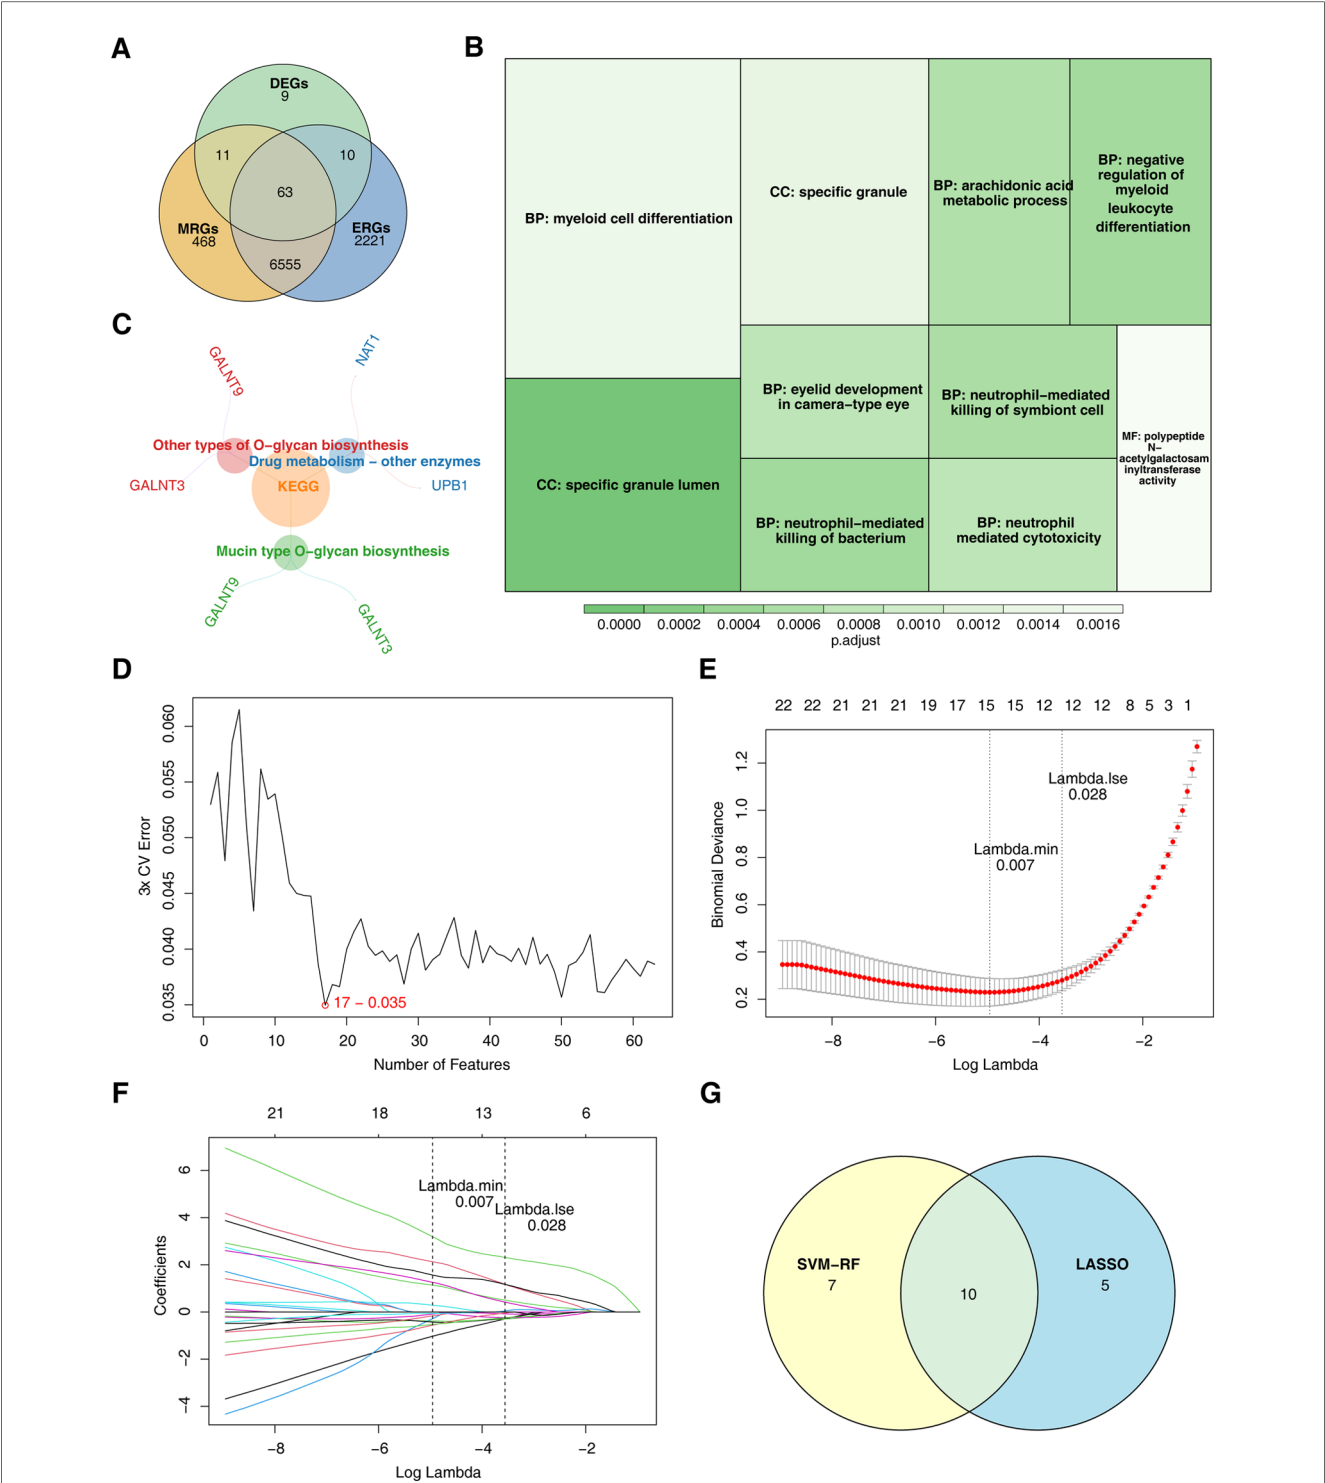 A
DEGs
9
11
10
63
MRGs
468
ERGs
2221
6555
B
BP: myeloid cell differentiation
CC: specific granule
BP: arachidonic acid
metabolic process
BP: negative
regulation of
myeloid
leukocyte
differentiation
BP: eyelid development
in camera−type eye
BP: neutrophil−mediated
killing of symbiont cell
MF: polypeptide
N−
acetylgalactosam
inyltransferase
activity
CC: specific granule lumen
BP: neutrophil−mediated
killing of bacterium
BP: neutrophil
mediated cytotoxicity
0.0000 0.0002 0.0004 0.0006 0.0008 0.0010 0.0012 0.0014 0.0016
p.adjust
C
GALNT9
NAT1
Other types of O−glycan biosynthesis
Drug metabolism − other enzymes
GALNT3
KEGG
UPB1
Mucin type O−glycan biosynthesis
GALNT9
GALNT3
D
3x CV Error
0.060
0.055
0.050
0.045
0.040
0.035
17 − 0.035
0 10 20 30 40 50 60
Number of Features
E
22 22 21 21 21 19 17 15 15 12 12 8 5 3 1
Binomial Deviance
1.2
1.0
0.8
0.6
0.4
0.2
Lambda.lse
0.028
Lambda.min
0.007
−8 −6 −4 −2
Log Lambda
F
21 18 13 6
Coefficients
6
4
2
0
−2
−4
Lambda.min
0.007
Lambda.lse
0.028
−8 −6 −4 −2
Log Lambda
G
SVM−RF
7
10
LASSO
5